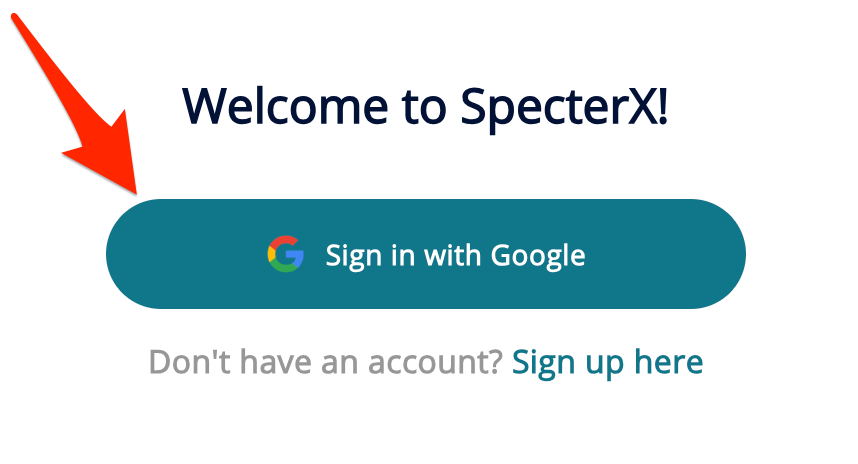 Welcome to SpecterX!
Sign in with Google
Don't have an account? Sign up here